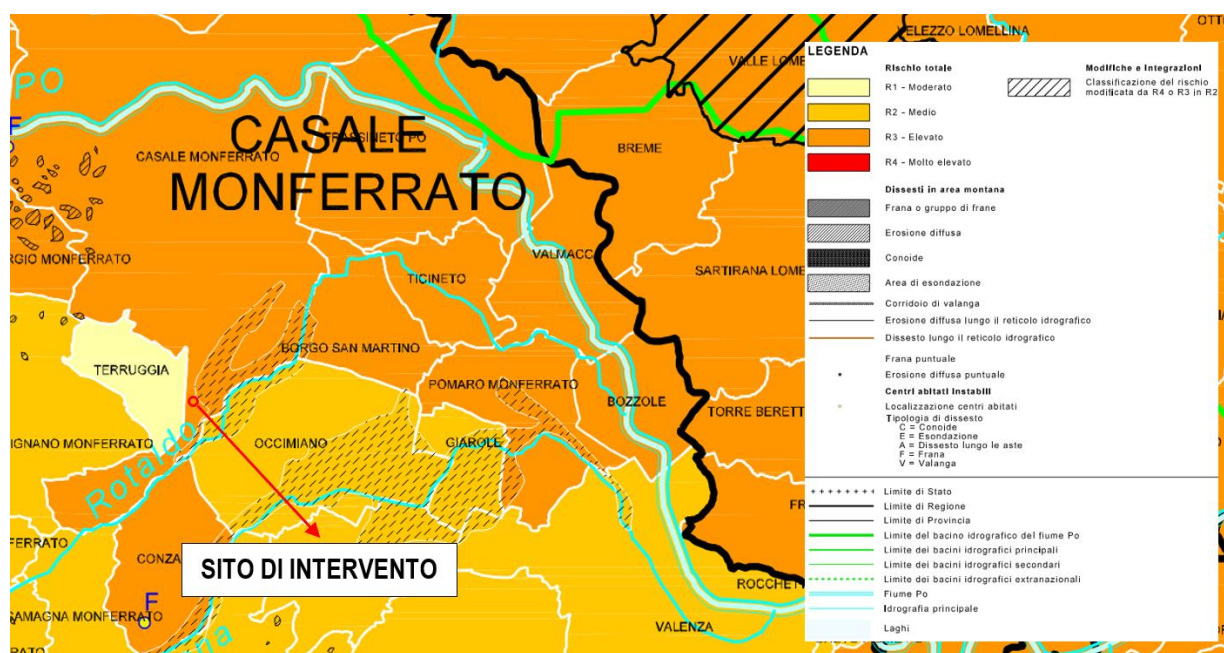 PO
F
CASALE
MONFERRATO
CASALE MONFERRATO
FRASSINETO PO
BREME
VELEZZO LOMELLINA
VALLE LOME
OTT
RGIO MONFERRATO
TICINETO
VALMACC
SARTIRANA LOME
TERRUGGIA
BORGO SAN MARTINO
POMARO MONFERRATO
BOZZOLE
TORRE BERETT
IGNANO MONFERRATO
OCCIMIANO
GIAROLE
Rotaldo
FR
FERRATO
CONZA
SITO DI INTERVENTO
ROCCHET
F
AMAGNA MONFERRATO
na
VALENZA
RATO
LEGENDA
Rischio totale
R1 - Moderato
R2 - Medio
R3 - Elevato
R4 - Molto elevato
Modifiche e Integrazioni
Classificazione del rischio
modificata da R4 o R3 in R2
Dissesti in area montana
Frana o gruppo di frane
Erosione diffusa
Conoide
Area di esondazione
Corridoio di valanga
Erosione diffusa lungo il reticolo idrografico
Dissesto lungo il reticolo idrografico
Frana puntuale
Erosione diffusa puntuale
Centri abitati Instabili
Localizzazione centri abitati
Tipologia di dissesto
C = Conoide
E = Esondazione
A = Dissesto lungo le aste
F = Frana
V = Valanga
Limite di Stato
Limite di Regione
Limite di Provincia
Limite del bacino idrografico del fiume Po
Limite dei bacini idrografici principali
Limite dei bacini idrografici secondari
Limite dei bacini idrografici extranazionali
Fiume Po
Idrografia principale
Laghi